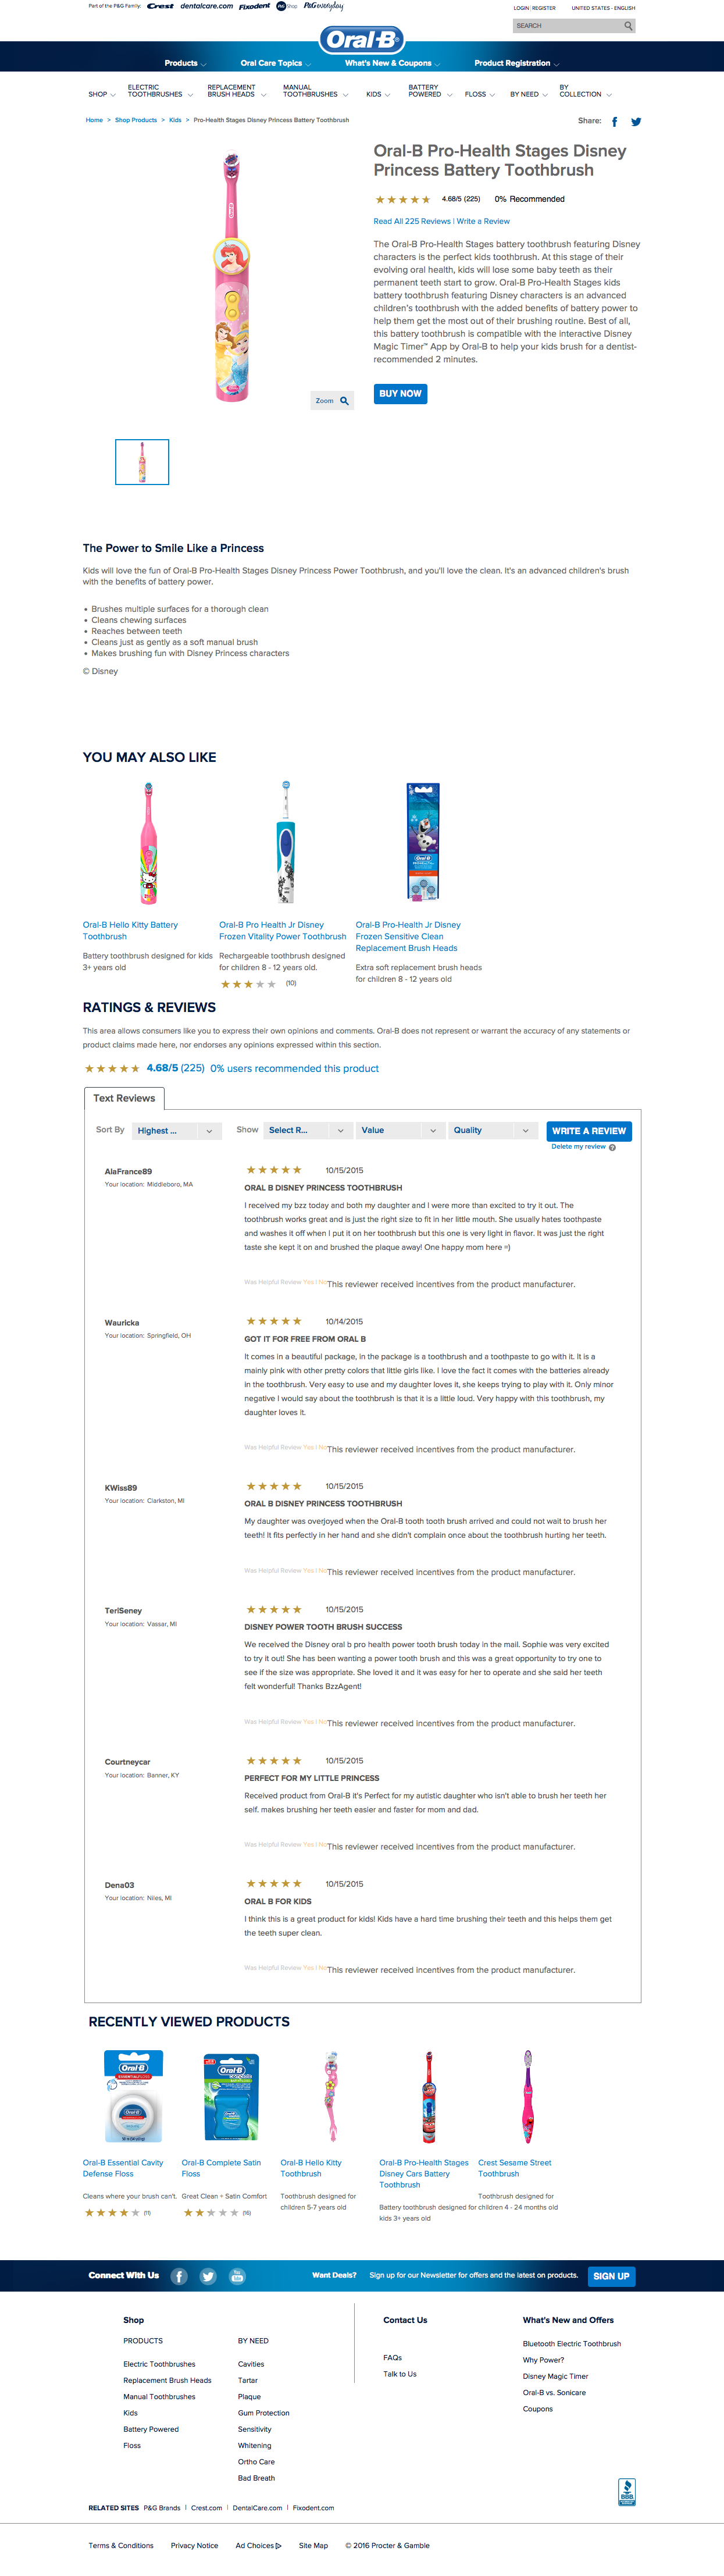 Part of the P&G Family: Crest dentalcare.com Fixodent P&G Shop P&G everyday
LOGIN | REGISTER UNITED STATES - ENGLISH
SEARCH
Oral-B
Products Oral Care Topics What's New & Coupons Product Registration
SHOP ELECTRIC TOOTHBRUSHES REPLACEMENT BRUSH HEADS MANUAL TOOTHBRUSHES KIDS BATTERY POWERED FLOSS BY NEED BY COLLECTION
Home > Shop Products > Kids > Pro-Health Stages Disney Princess Battery Toothbrush
Share:
Oral-B Pro-Health Stages Disney
Princess Battery Toothbrush
4.68/5 (225) 0% Recommended
Read All 225 Reviews | Write a Review
The Oral-B Pro-Health Stages battery toothbrush featuring Disney
characters is the perfect kids toothbrush. At this stage of their
evolving oral health, kids will lose some baby teeth as their
permanent teeth start to grow. Oral-B Pro-Health Stages kids
battery toothbrush featuring Disney characters is an advanced
children's toothbrush with the added benefits of battery power to
help them get the most out of their brushing routine. Best of all,
this battery toothbrush is compatible with the interactive Disney
Magic Timer™ App by Oral-B to help your kids brush for a dentist-
recommended 2 minutes.
Zoom
BUY NOW
The Power to Smile Like a Princess
Kids will love the fun of Oral-B Pro-Health Stages Disney Princess Power Toothbrush, and you'll love the clean. It's an advanced children's brush
with the benefits of battery power.
• Brushes multiple surfaces for a thorough clean
• Cleans chewing surfaces
• Reaches between teeth
• Cleans just as gently as a soft manual brush
• Makes brushing fun with Disney Princess characters
© Disney
YOU MAY ALSO LIKE
Oral-B Hello Kitty Battery
Toothbrush
Battery toothbrush designed for kids
3+ years old
Oral-B Pro Health Jr Disney
Frozen Vitality Power Toothbrush
Rechargeable toothbrush designed
for children 8 - 12 years old.
(10)
Oral-B Pro-Health Jr Disney
Frozen Sensitive Clean
Replacement Brush Heads
Extra soft replacement brush heads
for children 8 - 12 years old
RATINGS & REVIEWS
This area allows consumers like you to express their own opinions and comments. Oral-B does not represent or warrant the accuracy of any statements or
product claims made here, nor endorses any opinions expressed within this section.
4.68/5 (225) 0% users recommended this product
Text Reviews
Sort By Highest ... Show Select R... Value Quality WRITE A REVIEW
Delete my review ?
AlaFrance89 10/15/2015
Your location: Middleboro, MA
ORAL B DISNEY PRINCESS TOOTHBRUSH
I received my bzz today and both my daughter and I were more than excited to try it out. The
toothbrush works great and is just the right size to fit in her little mouth. She usually hates toothpaste
and washes it off when I put it on her toothbrush but this one is very light in flavor. It was just the right
taste she kept it on and brushed the plaque away! One happy mom here =)
Was Helpful Review Yes | No This reviewer received incentives from the product manufacturer.
Wauricka 10/14/2015
Your location: Springfield, OH
GOT IT FOR FREE FROM ORAL B
It comes in a beautiful package, in the package is a toothbrush and a toothpaste to go with it. It is a
mainly pink with other pretty colors that little girls like. I love the fact it comes with the batteries already
in the toothbrush. Very easy to use and my daughter loves it, she keeps trying to play with it. Only minor
negative I would say about the toothbrush is that it is a little loud. Very happy with this toothbrush, my
daughter loves it.
Was Helpful Review Yes | No This reviewer received incentives from the product manufacturer.
KWiss89 10/15/2015
Your location: Clarkston, MI
ORAL B DISNEY PRINCESS TOOTHBRUSH
My daughter was overjoyed when the Oral-B tooth tooth brush arrived and could not wait to brush her
teeth! It fits perfectly in her hand and she didn't complain once about the toothbrush hurting her teeth.
Was Helpful Review Yes | No This reviewer received incentives from the product manufacturer.
TeriSeney 10/15/2015
Your location: Vassar, MI
DISNEY POWER TOOTH BRUSH SUCCESS
We received the Disney oral b pro health power tooth brush today in the mail. Sophie was very excited
to try it out! She has been wanting a power tooth brush and this was a great opportunity to try one to
see if the size was appropriate. She loved it and it was easy for her to operate and she said her teeth
felt wonderful! Thanks BzzAgent!
Was Helpful Review Yes | No This reviewer received incentives from the product manufacturer.
Courtneycar 10/15/2015
Your location: Banner, KY
PERFECT FOR MY LITTLE PRINCESS
Received product from Oral-B It's Perfect for my autistic daughter who isn't able to brush her teeth her
self. makes brushing her teeth easier and faster for mom and dad.
Was Helpful Review Yes | No This reviewer received incentives from the product manufacturer.
Dena03 10/15/2015
Your location: Niles, MI
ORAL B FOR KIDS
I think this is a great product for kids! Kids have a hard time brushing their teeth and this helps them get
the teeth super clean.
Was Helpful Review Yes | No This reviewer received incentives from the product manufacturer.
RECENTLY VIEWED PRODUCTS
Oral-B Essential Cavity
Defense Floss
Cleans where your brush can't.
(11)
Oral-B Complete Satin
Floss
Great Clean + Satin Comfort
(16)
Oral-B Hello Kitty
Toothbrush
Toothbrush designed for
children 5-7 years old
Oral-B Pro-Health Stages
Disney Cars Battery
Toothbrush
Battery toothbrush designed for
kids 3+ years old
Crest Sesame Street
Toothbrush
Toothbrush designed for
children 4 - 24 months old
Connect With Us
Want Deals? Sign up for our Newsletter for offers and the latest on products. SIGN UP
Shop
PRODUCTS
Electric Toothbrushes
Replacement Brush Heads
Manual Toothbrushes
Kids
Battery Powered
Floss
BY NEED
Cavities
Tartar
Plaque
Gum Protection
Sensitivity
Whitening
Ortho Care
Bad Breath
Contact Us
FAQs
Talk to Us
What's New and Offers
Bluetooth Electric Toothbrush
Why Power?
Disney Magic Timer
Oral-B vs. Sonicare
Coupons
BBB
RELATED SITES P&G Brands | Crest.com | DentalCare.com | Fixodent.com
Terms & Conditions Privacy Notice Ad Choices Site Map © 2016 Procter & Gamble